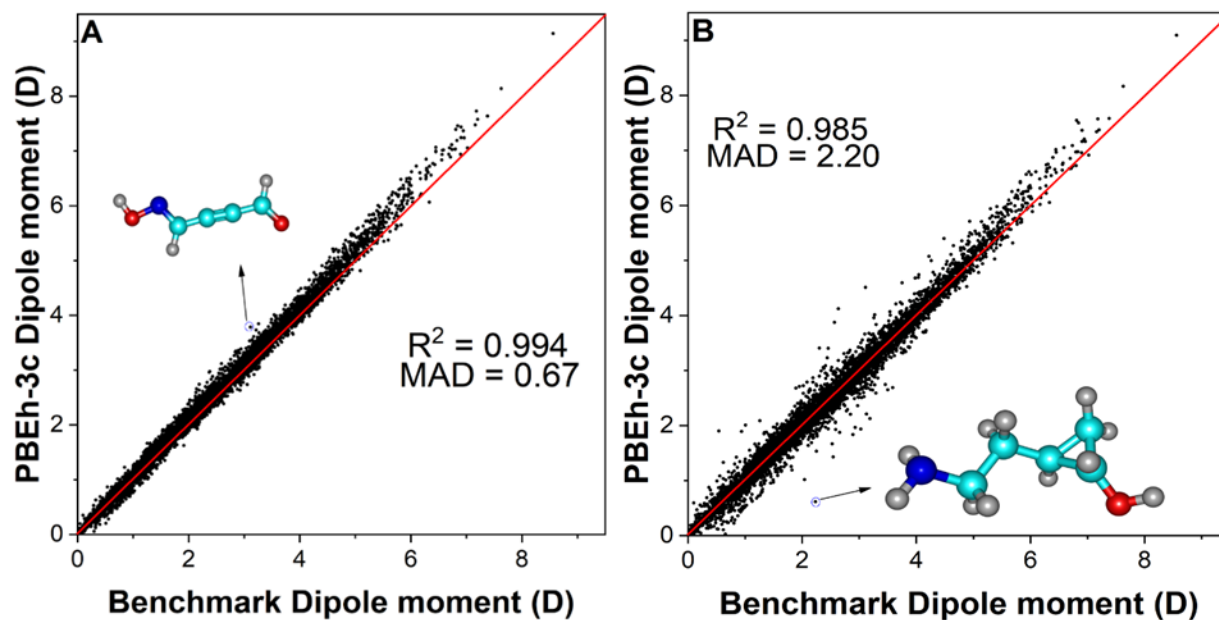 A
PBEh-3c Dipole moment (D)
8
6
4
2
0
R² = 0.994
MAD = 0.67
0 2 4 6 8
Benchmark Dipole moment (D)
B
PBEh-3c Dipole moment (D)
8
6
4
2
0
R² = 0.985
MAD = 2.20
0 2 4 6 8
Benchmark Dipole moment (D)